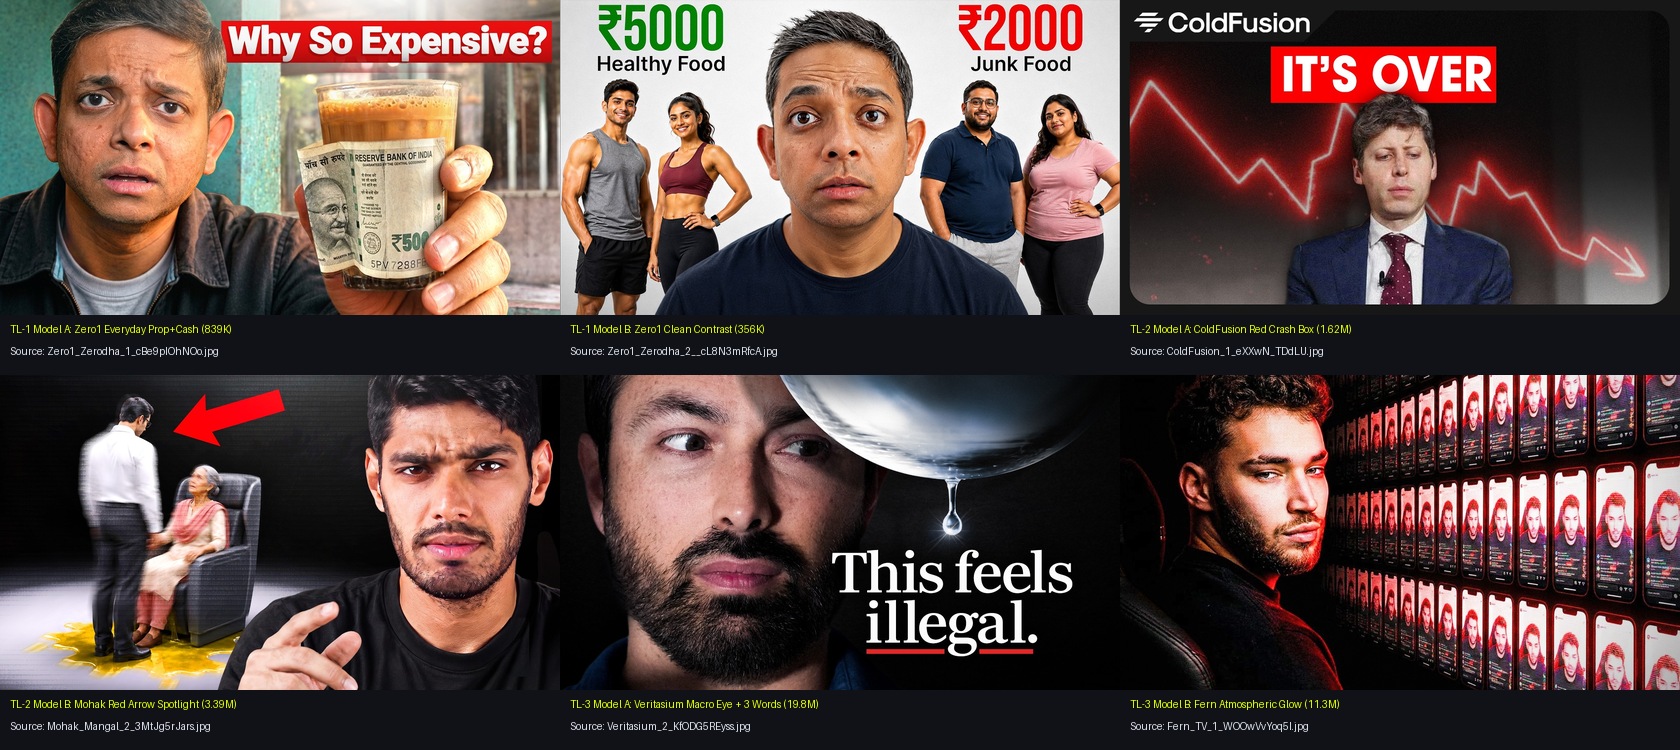 Why So Expensive?
पाँच सौ रुपये
RESERVE BANK OF INDIA
₹500
₹5000
Healthy Food
₹2000
Junk Food
ColdFusion
IT'S OVER
TL-1 Model A: Zero1 Everyday Prop+Cash (839K)
Source: Zero1_Zerodha_1_cBe9plOhNOo.jpg
TL-1 Model B: Zero1 Clean Contrast (356K)
Source: Zero1_Zerodha_2__cL8N3mRfcA.jpg
TL-2 Model A: ColdFusion Red Crash Box (1.62M)
Source: ColdFusion_1_eXXwN_TDdLU.jpg
This feels
illegal.
TL-2 Model B: Mohak Red Arrow Spotlight (3.39M)
Source: Mohak_Mangal_2_3MtJg5rJars.jpg
TL-3 Model A: Veritasium Macro Eye + 3 Words (19.8M)
Source: Veritasium_2_KfODG5REyss.jpg
TL-3 Model B: Fern Atmospheric Glow (11.3M)
Source: Fern_TV_1_WOOwVvYoq5I.jpg